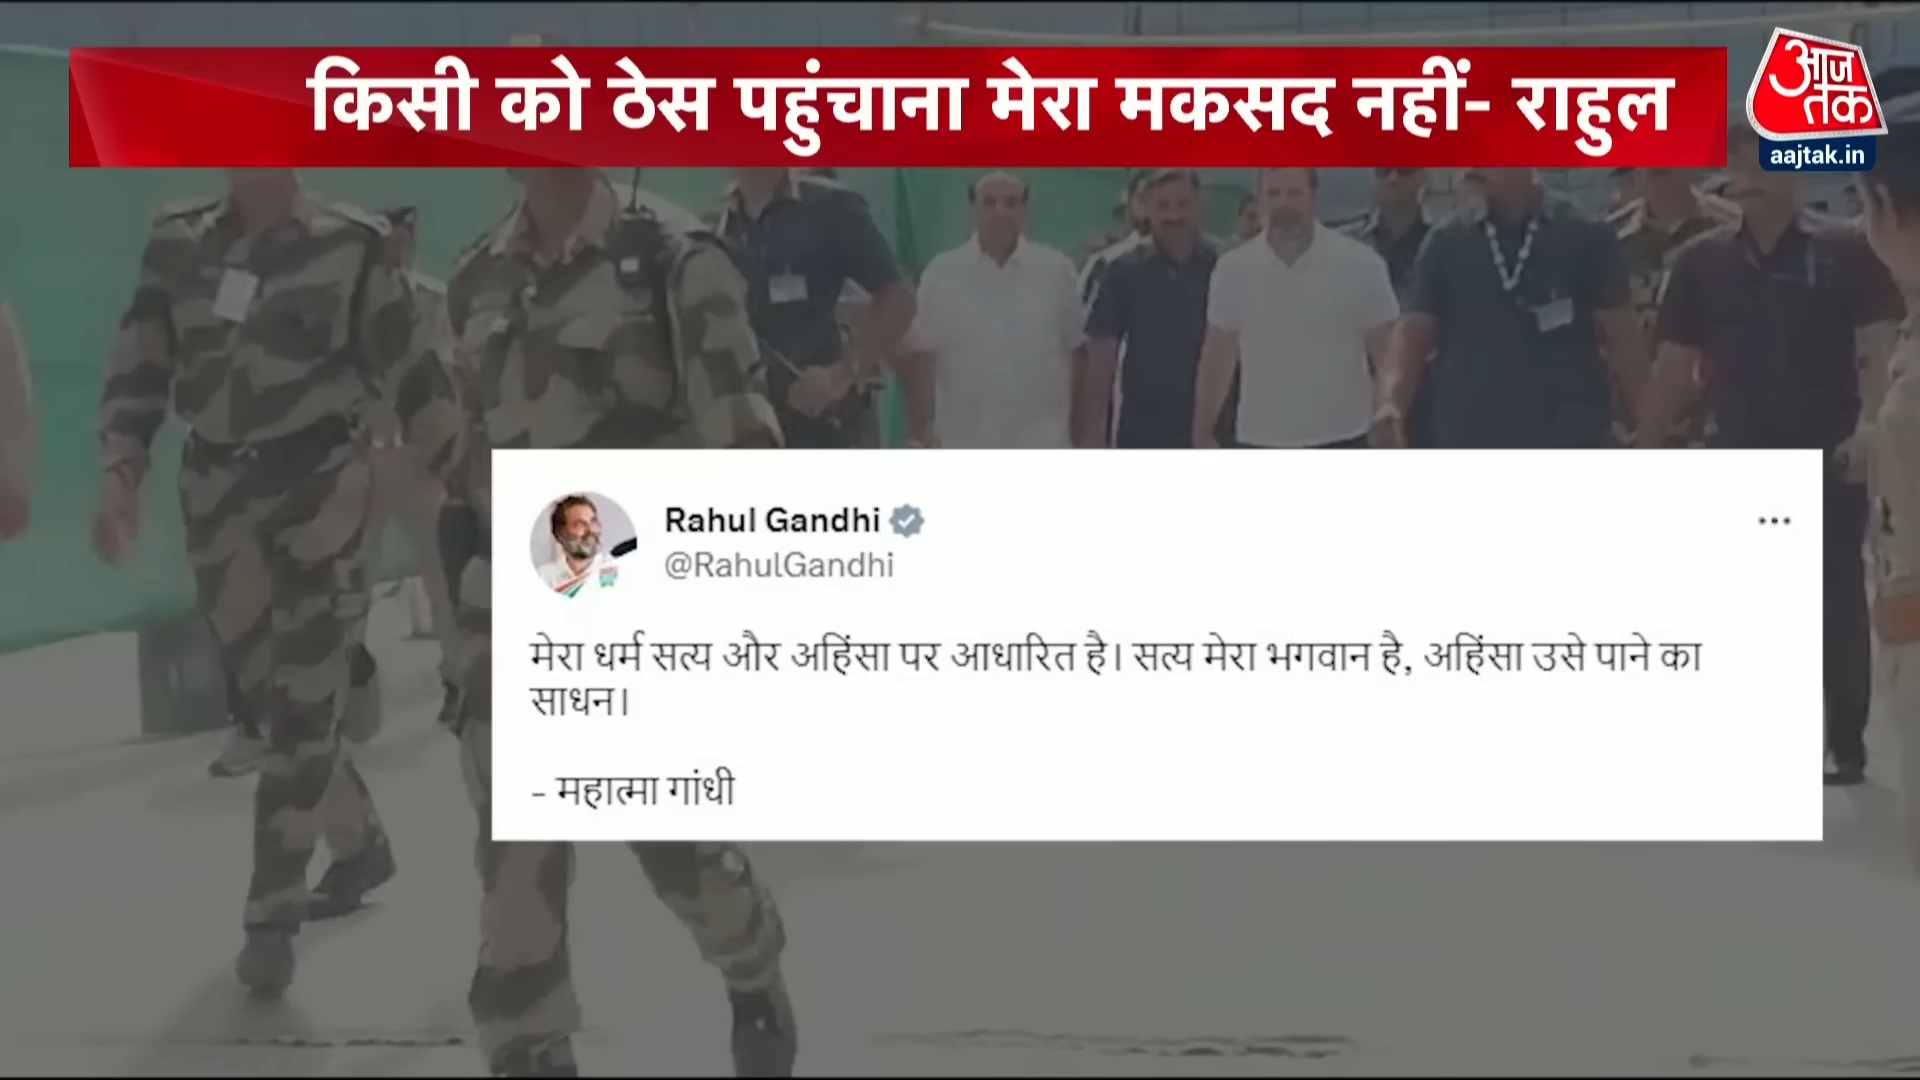 किसी को ठेस पहुंचाना मेरा मकसद नहीं- राहुल
आज
तक
aajtak.in
Rahul Gandhi
@RahulGandhi
मेरा धर्म सत्य और अहिंसा पर आधारित है। सत्य मेरा भगवान है, अहिंसा उसे पाने का
साधन।
- महात्मा गांधी